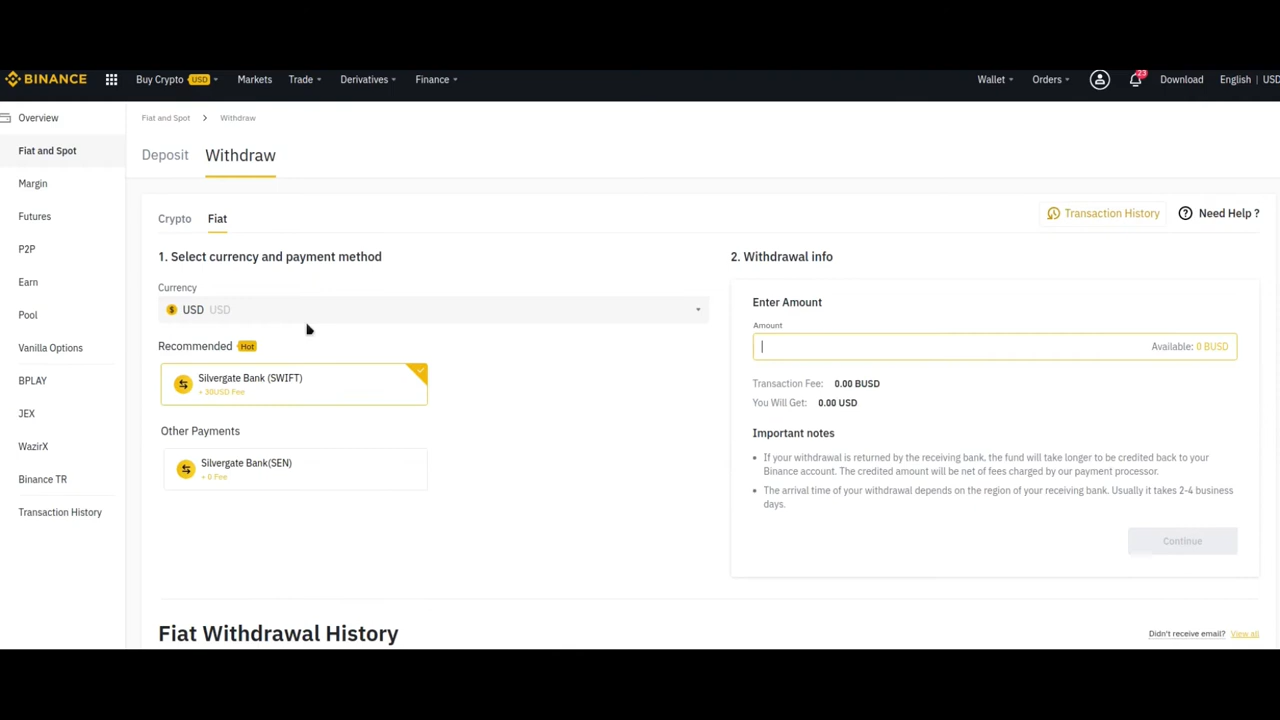 BINANCE
Buy Crypto USD
Markets
Trade
Derivatives
Finance
Wallet
Orders
23
Download
English | USD
Overview
Fiat and Spot
Margin
Futures
P2P
Earn
Pool
Vanilla Options
BPLAY
JEX
WazirX
Binance TR
Transaction History
Fiat and Spot > Withdraw
Deposit
Withdraw
Crypto
Fiat
Transaction History
Need Help ?
1. Select currency and payment method
Currency
USD USD
Recommended Hot
Silvergate Bank (SWIFT)
+ 30USD Fee
Other Payments
Silvergate Bank(SEN)
+ 0 Fee
2. Withdrawal info
Enter Amount
Amount
Available: 0 BUSD
Transaction Fee: 0.00 BUSD
You Will Get: 0.00 USD
Important notes
• If your withdrawal is returned by the receiving bank, the fund will take longer to be credited back to your
Binance account. The credited amount will be net of fees charged by our payment processor.
• The arrival time of your withdrawal depends on the region of your receiving bank. Usually it takes 2-4 business
days.
Continue
Fiat Withdrawal History
Didn't receive email? View all